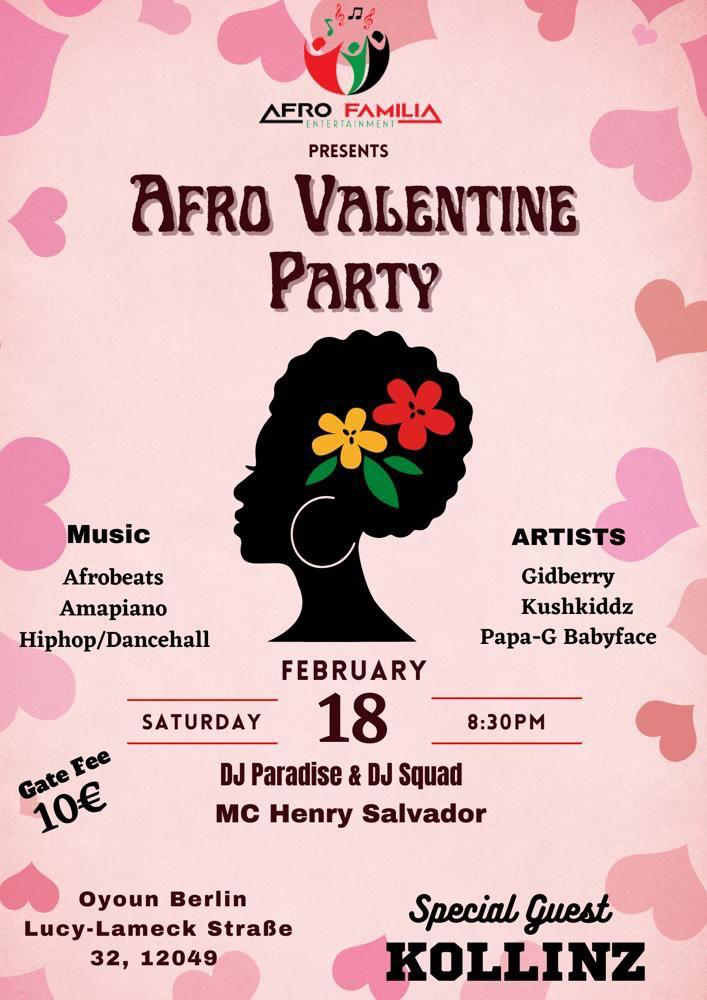 AFRO FAMILIA
ENTERTAINMENT
PRESENTS
AFRO VALENTINE
PARTY
Music
Afrobeats
Amapiano
Hiphop/Dancehall
ARTISTS
Gidberry
Kushkiddz
Papa-G Babyface
FEBRUARY
SATURDAY 18 8:30PM
DJ Paradise & DJ Squad
MC Henry Salvador
Gate Fee
10€
Oyoun Berlin
Lucy-Lameck Straße
32, 12049
Special Guest
KOLLINZ